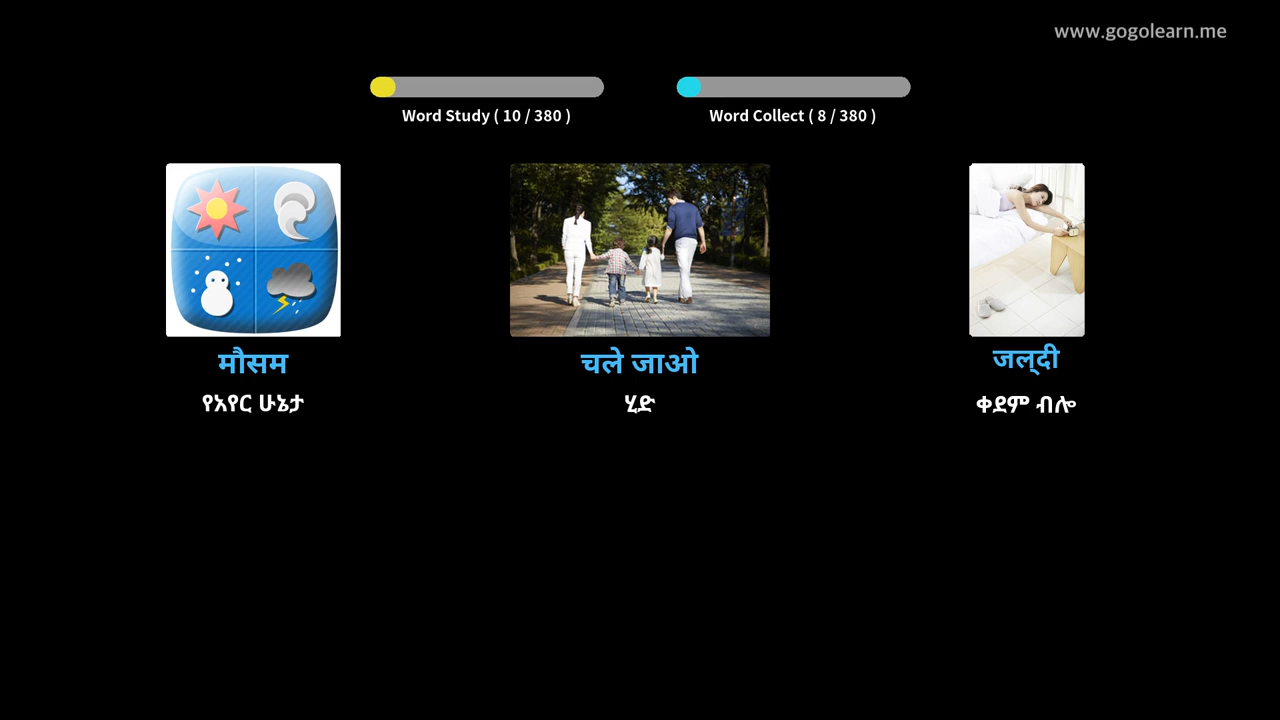 www.gogolearn.me
Word Study ( 10 / 380 )
Word Collect ( 8 / 380 )
मौसम
चले जाओ
जल्दी
የአየር ሁኔታ
ሂድ
ቀደም ብሎ